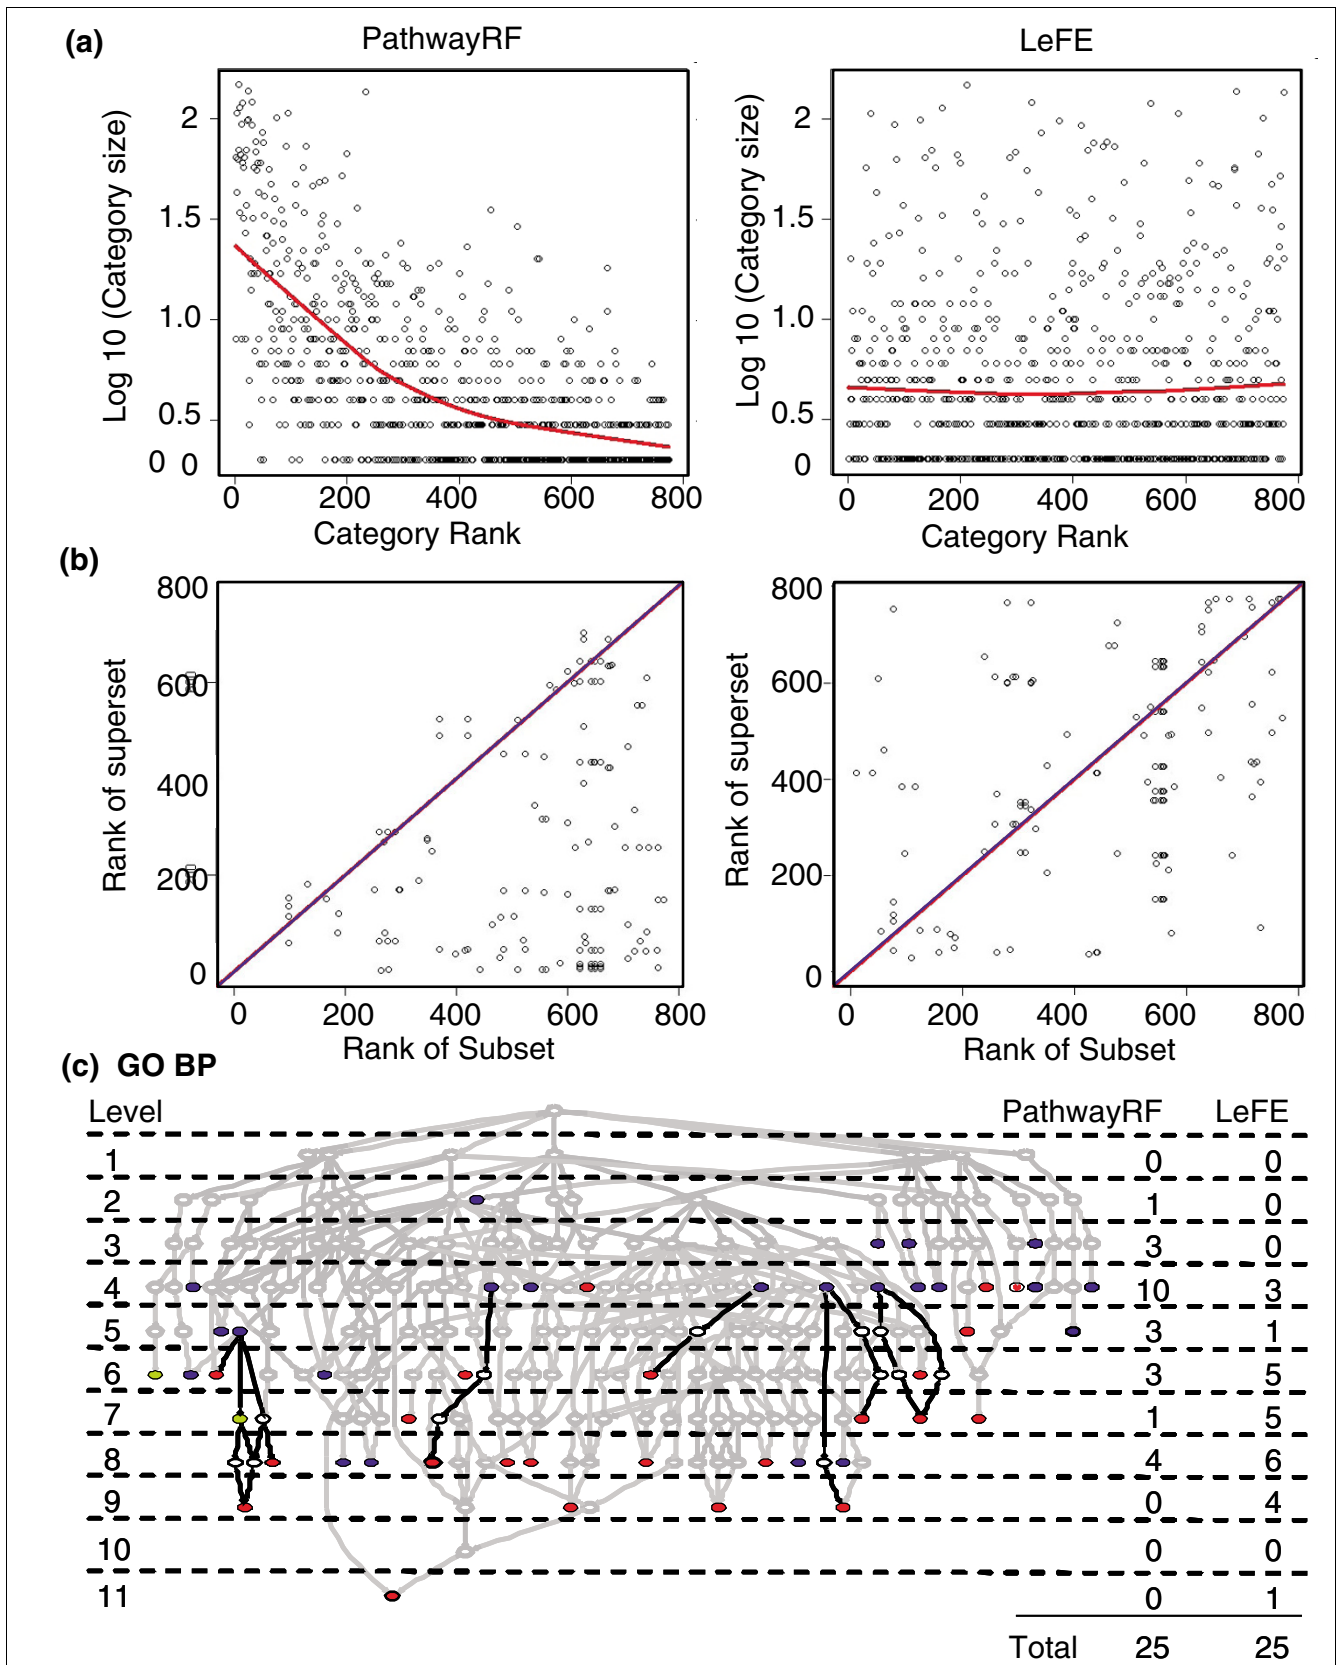 (a) PathwayRF LeFE
Log 10 (Category size)
2
1.5
1.0
0.5
0 0
0 200 400 600 800
Category Rank
Log 10 (Category size)
2
1.5
1.0
0.5
0
0 200 400 600 800
Category Rank
(b)
Rank of superset
800
600
400
200
0
0 200 400 600 800
Rank of Subset
Rank of superset
800
600
400
200
0
0 200 400 600 800
Rank of Subset
(c) GO BP
Level PathwayRF LeFE
1 0 0
2 1 0
3 3 0
4 10 3
5 3 1
6 3 5
7 1 5
8 4 6
9 0 4
10 0 0
11 0 1
Total 25 25